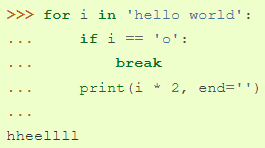 >>> for i in 'hello world':
...     if i == 'o':
...         break
...     print(i * 2, end='')
...
hheellll